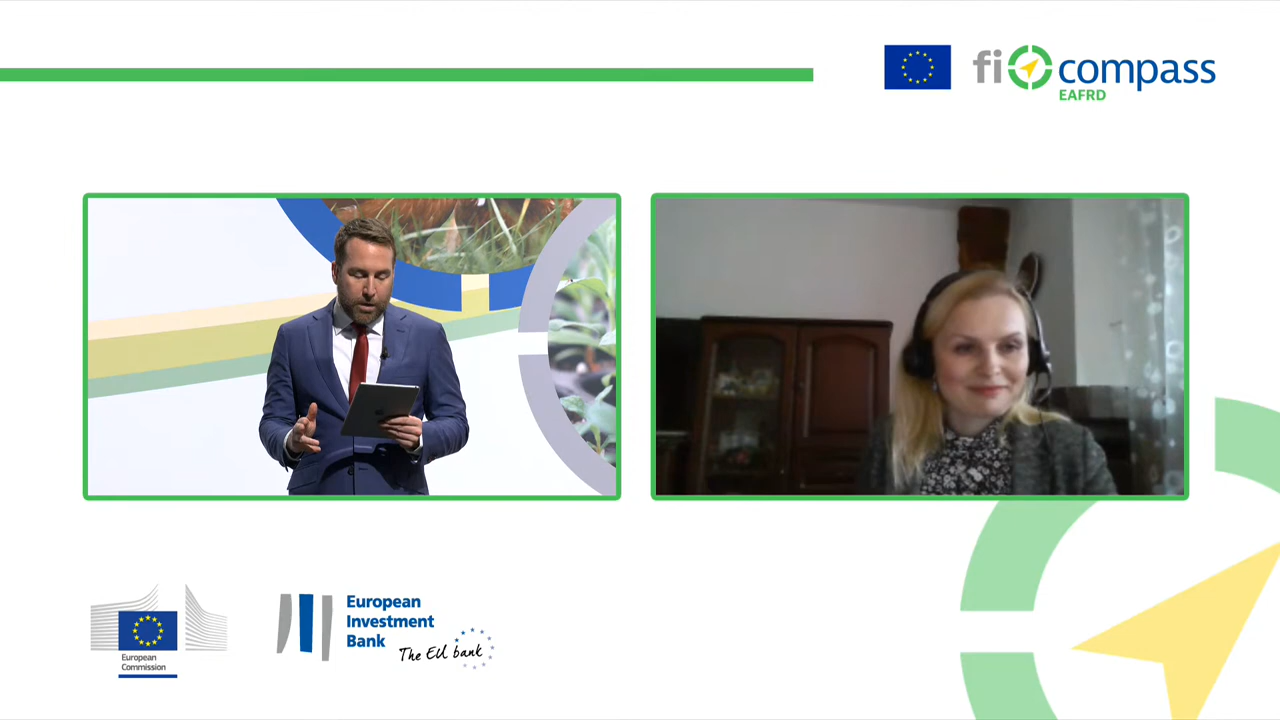 fi compass
EAFRD
European
Commission
European
Investment
Bank
The EU bank